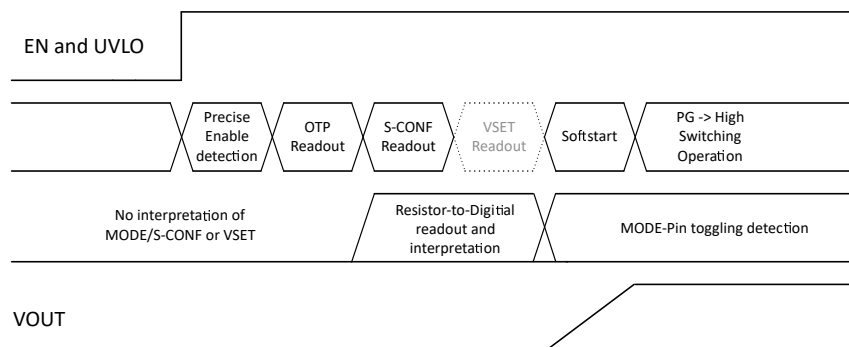 EN and UVLO
Precise
Enable
detection
OTP
Readout
S-CONF
Readout
VSET
Readout
Softstart
PG -> High
Switching
Operation
No interpretation of
MODE/S-CONF or VSET
Resistor-to-Digitial
readout and
interpretation
MODE-Pin toggling detection
VOUT